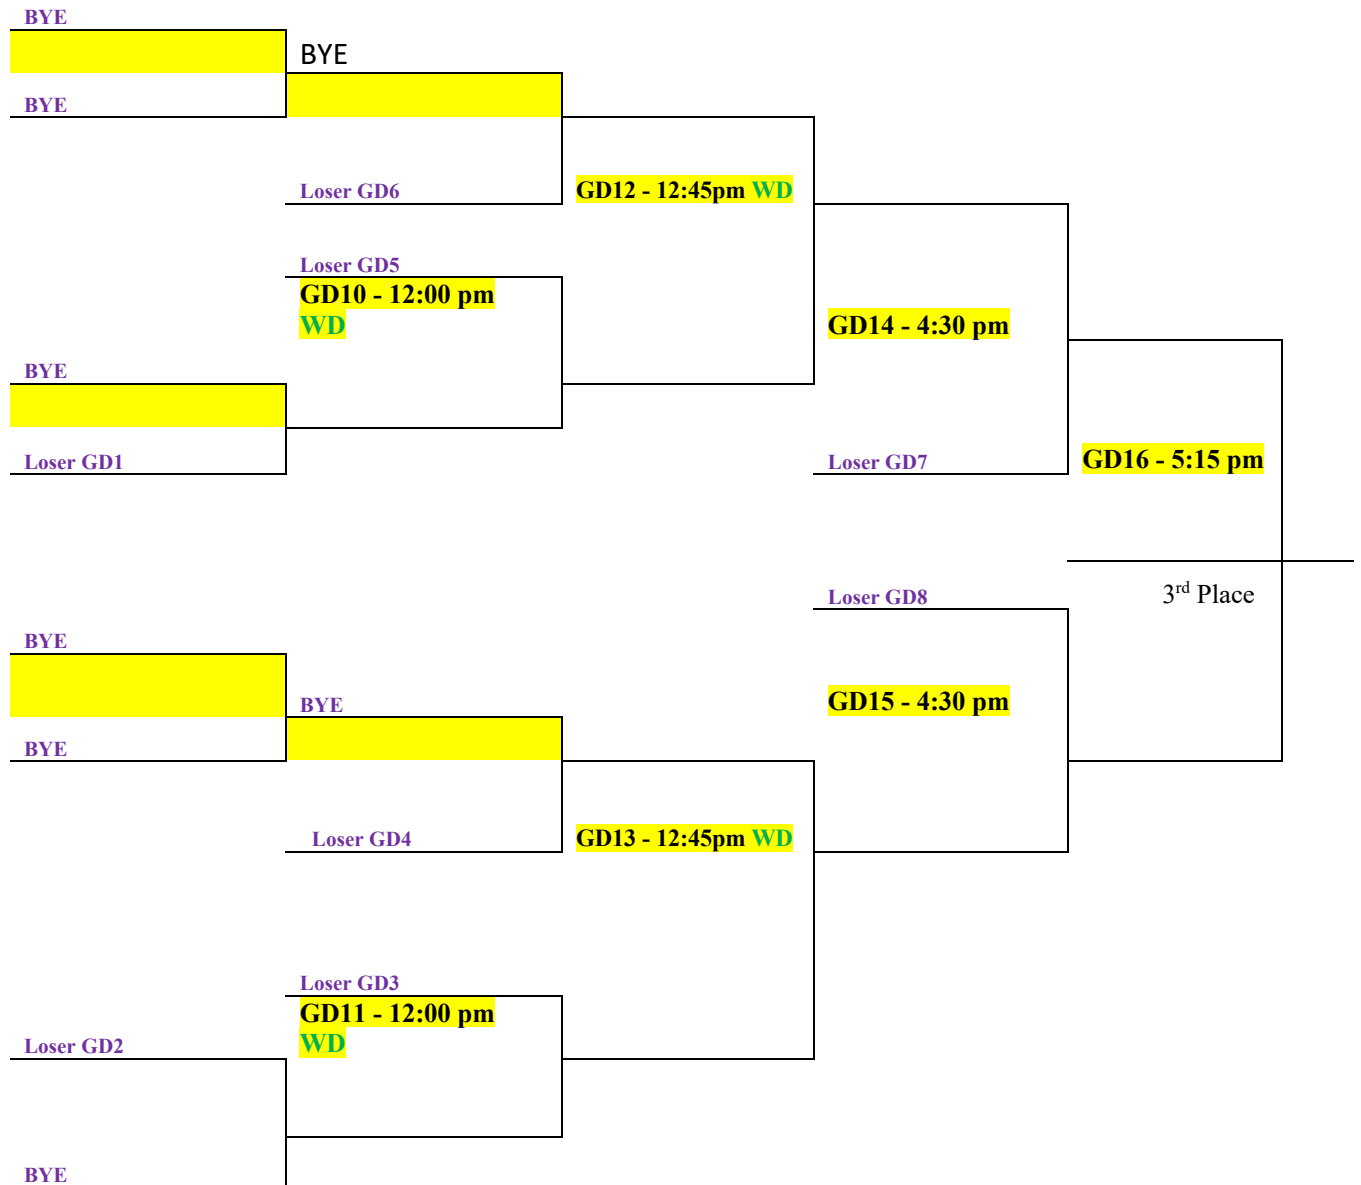 BYE
BYE
BYE
Loser GD6
GD12 - 12:45pm WD
Loser GD5
GD10 - 12:00 pm
WD
GD14 - 4:30 pm
BYE
Loser GD1
Loser GD7
GD16 - 5:15 pm
Loser GD8
3rd Place
BYE
BYE
GD15 - 4:30 pm
BYE
Loser GD4
GD13 - 12:45pm WD
Loser GD3
GD11 - 12:00 pm
WD
Loser GD2
BYE